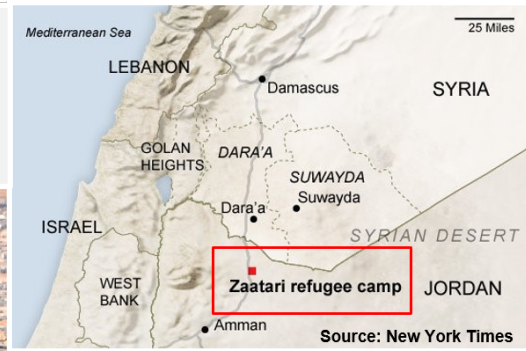 Mediterranean Sea
25 Miles
LEBANON
Damascus
SYRIA
GOLAN
HEIGHTS
DARA'A
SUWAYDA
Suwayda
Dara'a
ISRAEL
SYRIAN DESERT
WEST
BANK
Zaatari refugee camp
JORDAN
Amman
Source: New York Times